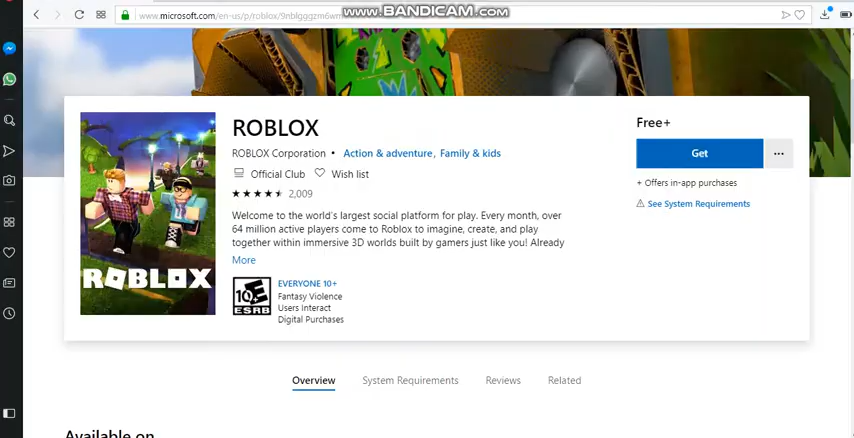 www.BANDICAM.com
www.microsoft.com/en-us/p/roblox/9nblgggzm6wm
ROBLOX
ROBLOX Corporation • Action & adventure, Family & kids
Official Club Wish list
2,009
Welcome to the world's largest social platform for play. Every month, over
64 million active players come to Roblox to imagine, create, and play
together within immersive 3D worlds built by gamers just like you! Already
More
EVERYONE 10+
Fantasy Violence
Users Interact
Digital Purchases
10+
ESRB
ROBLOX
Free+
Get
+ Offers in-app purchases
See System Requirements
Overview System Requirements Reviews Related
Available on